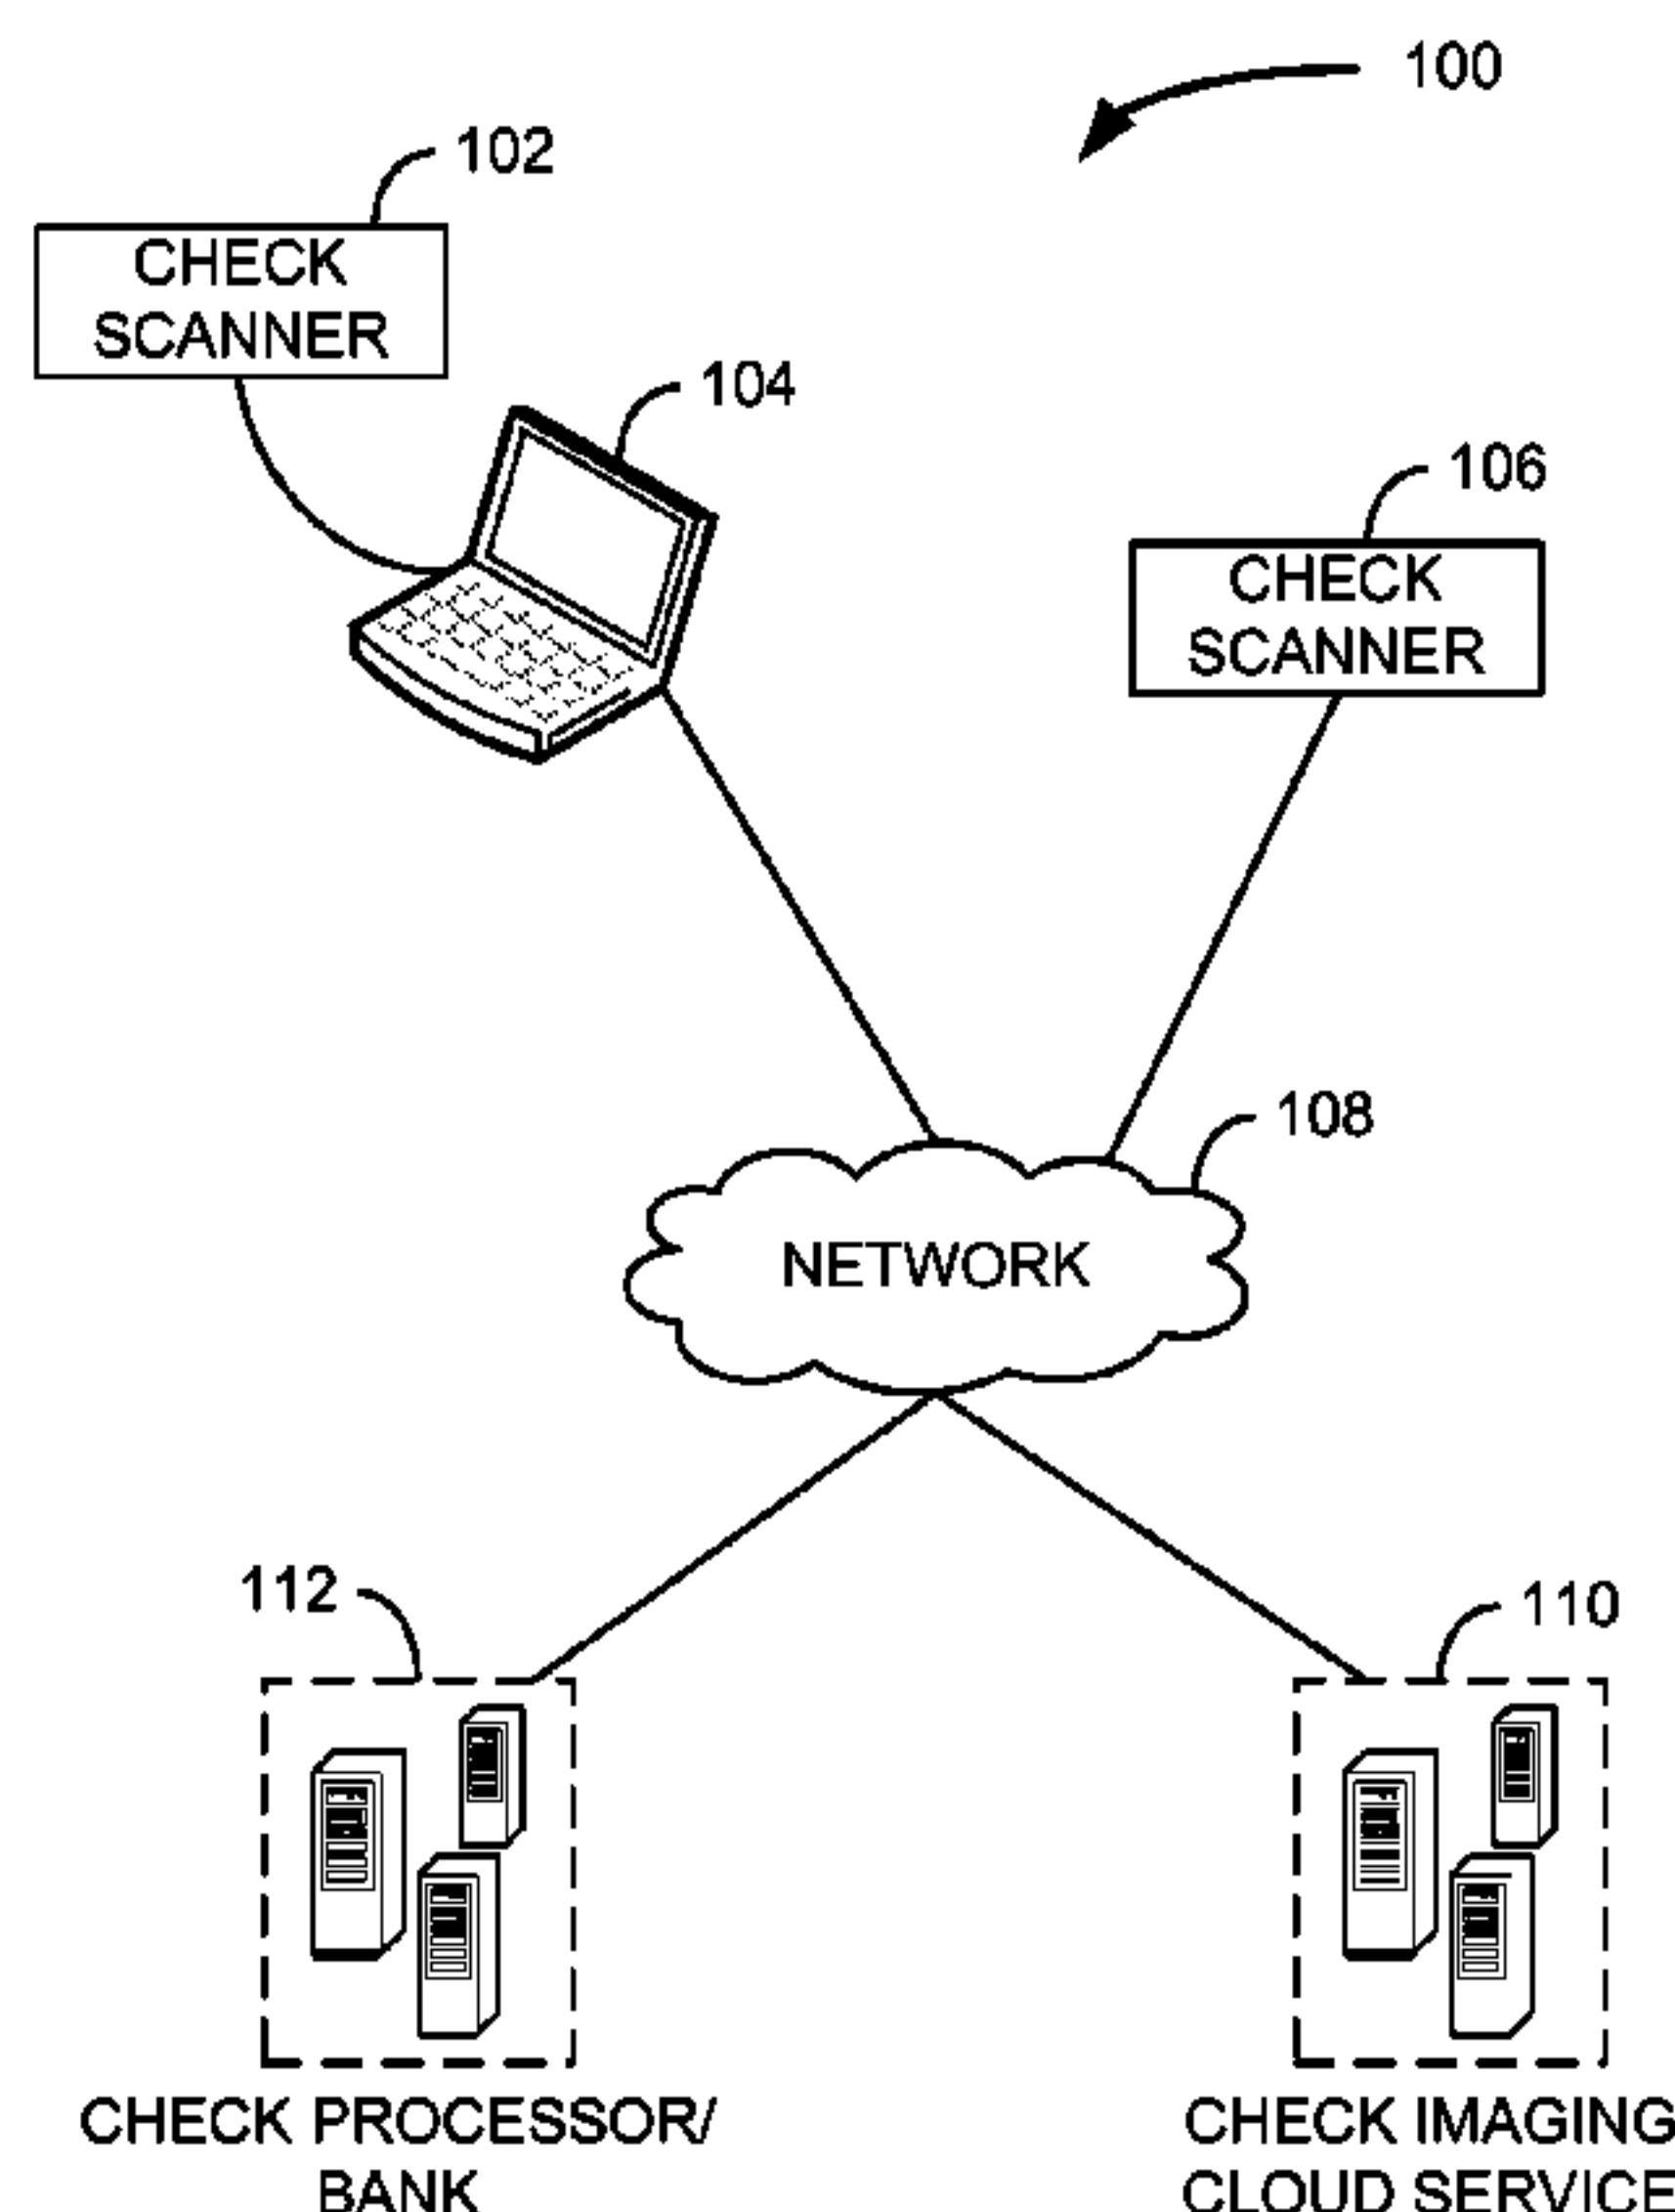 100
102
CHECK
SCANNER
104
106
CHECK
SCANNER
108
NETWORK
112
110
CHECK PROCESSOR/
BANK
CHECK IMAGING
CLOUD SERVICE